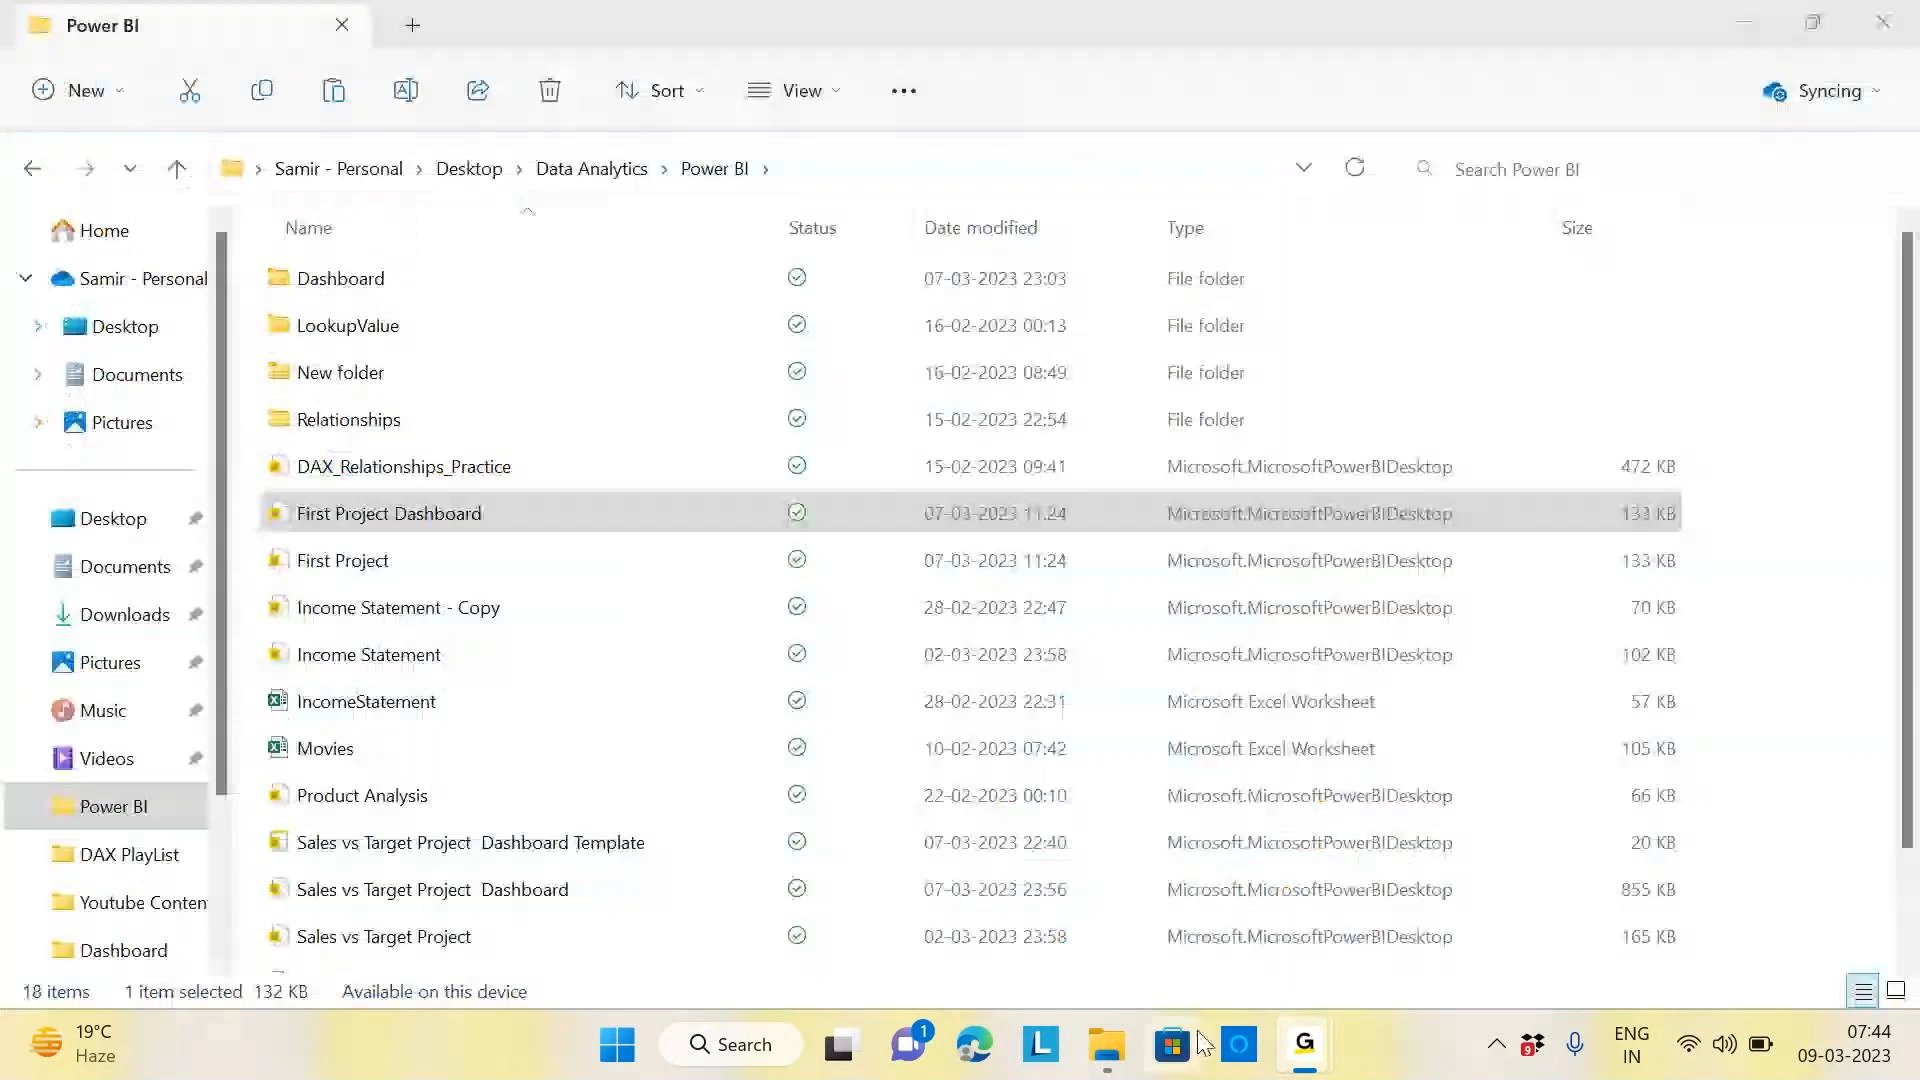 Power BI
New
Sort
View
Syncing
Samir - Personal > Desktop > Data Analytics > Power BI >
Search Power BI
Name Status Date modified Type Size
Home
Samir - Personal
Desktop
Documents
Pictures
Desktop
Documents
Downloads
Pictures
Music
Videos
Power BI
DAX PlayList
Youtube Conten
Dashboard
Dashboard 07-03-2023 23:03 File folder
LookupValue 16-02-2023 00:13 File folder
New folder 16-02-2023 08:49 File folder
Relationships 15-02-2023 22:54 File folder
DAX_Relationships_Practice 15-02-2023 09:41 Microsoft.MicrosoftPowerBIDesktop 472 KB
First Project Dashboard 07-03-2023 11:24 Microsoft.MicrosoftPowerBIDesktop 133 KB
First Project 07-03-2023 11:24 Microsoft.MicrosoftPowerBIDesktop 133 KB
Income Statement - Copy 28-02-2023 22:47 Microsoft.MicrosoftPowerBIDesktop 70 KB
Income Statement 02-03-2023 23:58 Microsoft.MicrosoftPowerBIDesktop 102 KB
IncomeStatement 28-02-2023 22:31 Microsoft Excel Worksheet 57 KB
Movies 10-02-2023 07:42 Microsoft Excel Worksheet 105 KB
Product Analysis 22-02-2023 00:10 Microsoft.MicrosoftPowerBIDesktop 66 KB
Sales vs Target Project Dashboard Template 07-03-2023 22:40 Microsoft.MicrosoftPowerBIDesktop 20 KB
Sales vs Target Project Dashboard 07-03-2023 23:56 Microsoft.MicrosoftPowerBIDesktop 855 KB
Sales vs Target Project 02-03-2023 23:58 Microsoft.MicrosoftPowerBIDesktop 165 KB
18 items 1 item selected 132 KB Available on this device
19°C
Haze
Search
1
L
G
9
ENG
IN
07:44
09-03-2023